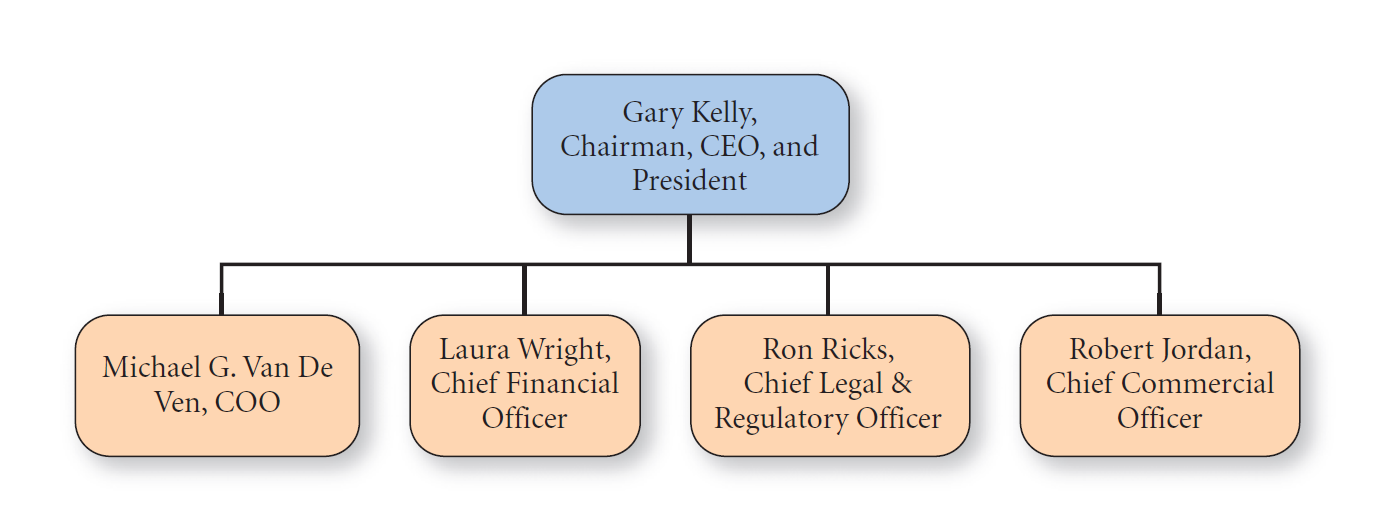 Gary Kelly,
Chairman, CEO, and
President
Michael G. Van De
Ven, COO
Laura Wright,
Chief Financial
Officer
Ron Ricks,
Chief Legal &
Regulatory Officer
Robert Jordan,
Chief Commercial
Officer